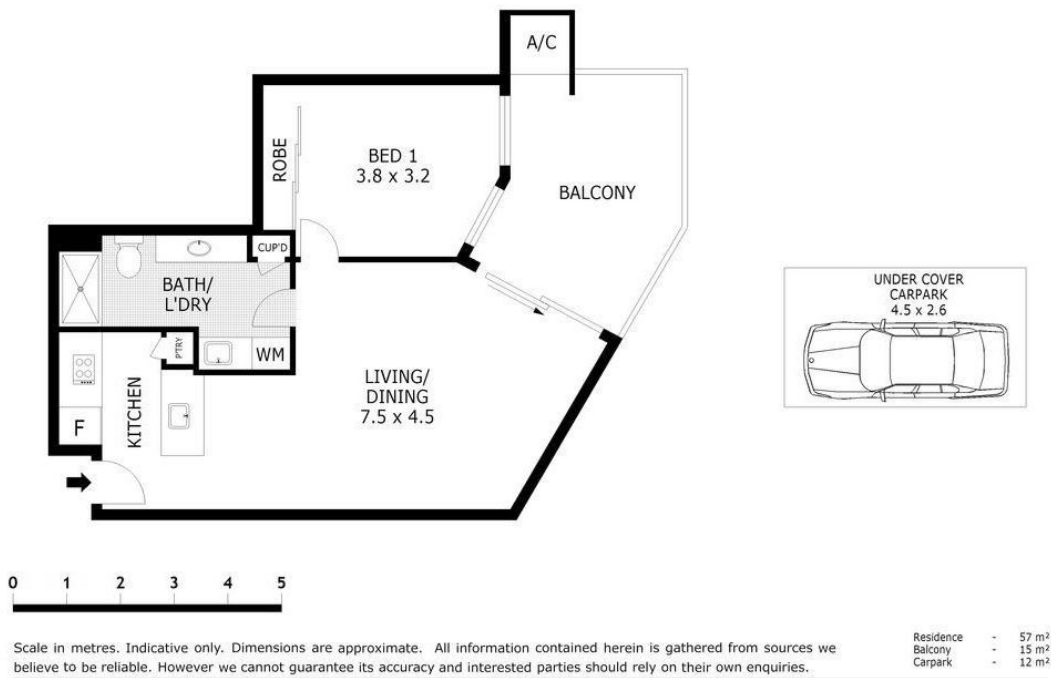 A/C
ROBE
BED 1
3.8 x 3.2
BALCONY
CUP'D
BATH/
L'DRY
P'TRY
WM
KITCHEN
F
LIVING/
DINING
7.5 x 4.5
UNDER COVER
CARPARK
4.5 x 2.6
0 1 2 3 4 5
Scale in metres. Indicative only. Dimensions are approximate. All information contained herein is gathered from sources we
believe to be reliable. However we cannot guarantee its accuracy and interested parties should rely on their own enquiries.
Residence - 57 m²
Balcony - 15 m²
Carpark - 12 m²